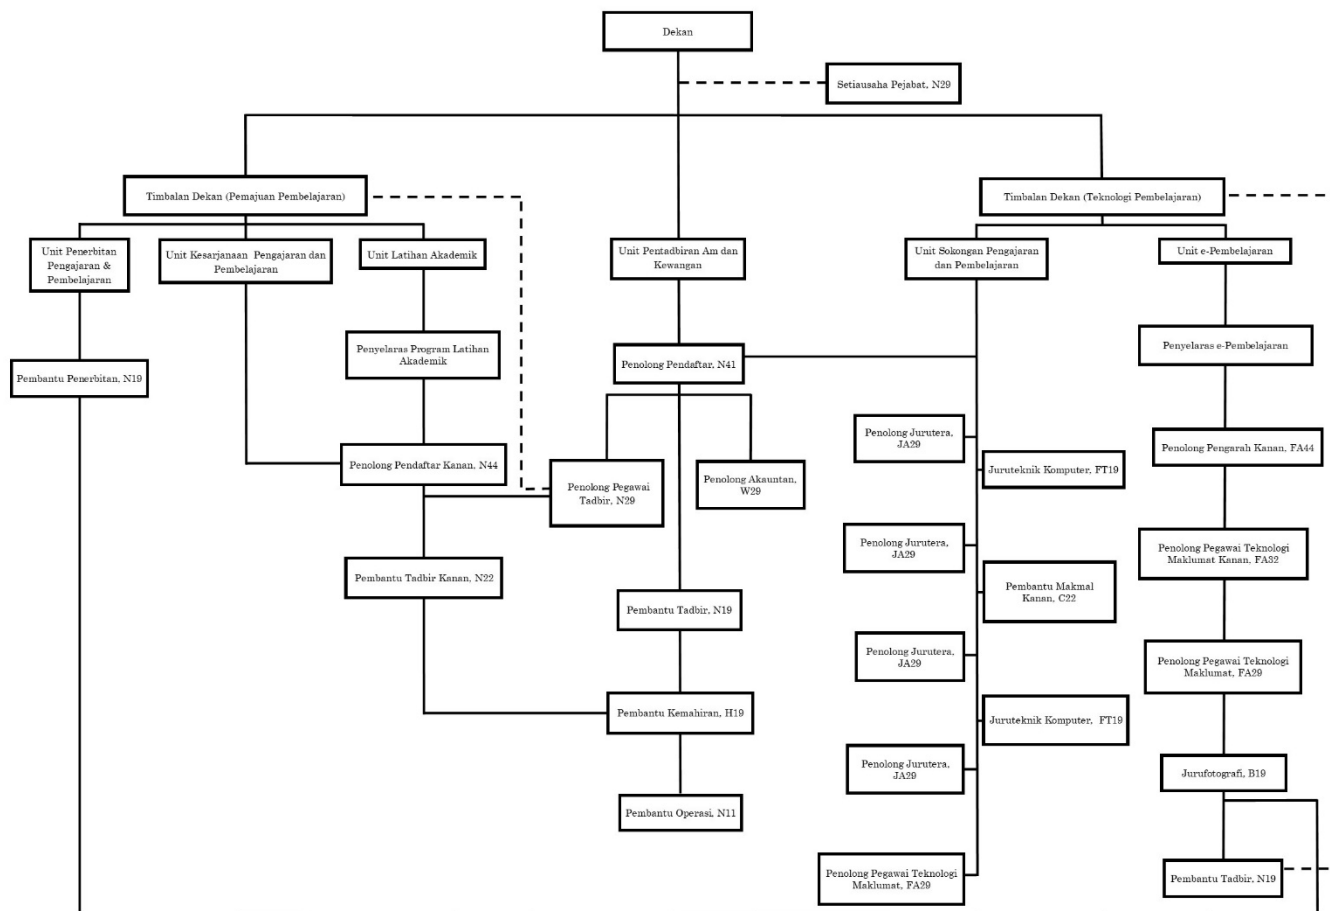 Dekan
Setiausaha Pejabat, N29
Timbalan Dekan (Pemajuan Pembelajaran)
Timbalan Dekan (Teknologi Pembelajaran)
Unit Penerbitan
Pengajaran &
Pembelajaran
Unit Kesarjanaan Pengajaran dan
Pembelajaran
Unit Latihan Akademik
Unit Pentadbiran Am dan
Kewangan
Unit Sokongan Pengajaran
dan Pembelajaran
Unit e-Pembelajaran
Pembantu Penerbitan, N19
Penyelaras Program Latihan
Akademik
Penolong Pendaftar, N41
Penyelaras e-Pembelajaran
Penolong Pendaftar Kanan, N44
Penolong Pegawai
Tadbir, N29
Penolong Akauntan,
W29
Penolong Jurutera,
JA29
Juruteknik Komputer, FT19
Penolong Pengarah Kanan, FA44
Pembantu Tadbir Kanan, N22
Pembantu Tadbir, N19
Penolong Jurutera,
JA29
Pembantu Makmal
Kanan, C22
Penolong Pegawai Teknologi
Maklumat Kanan, FA32
Penolong Jurutera,
JA29
Penolong Pegawai Teknologi
Maklumat, FA29
Pembantu Kemahiran, H19
Juruteknik Komputer, FT19
Penolong Jurutera,
JA29
Jurufotografi, B19
Pembantu Operasi, N11
Penolong Pegawai Teknologi
Maklumat, FA29
Pembantu Tadbir, N19